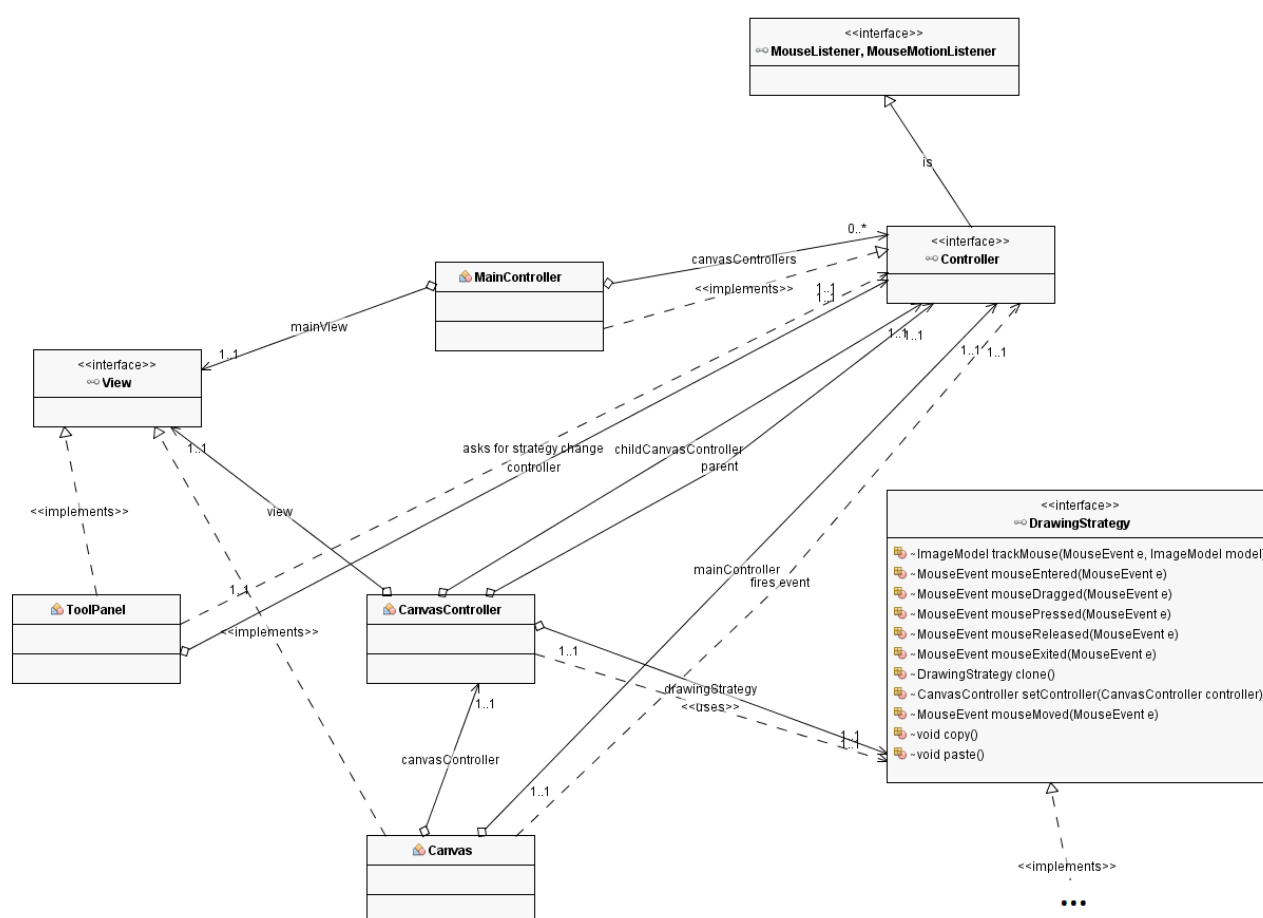 <<interface>>
MouseListener, MouseMotionListener
is
<<interface>>
Controller
0..*
canvasControllers
<<implements>>
MainController
mainView
1..1
<<interface>>
View
1..1
1..1
1..1
1..1
1..1
1..1
1..1
asks for strategy change
controller
childCanvasController
parent
<<implements>>
view
<<interface>>
DrawingStrategy
~ImageModel trackMouse(MouseEvent e, ImageModel model)
~MouseEvent mouseEntered(MouseEvent e)
~MouseEvent mouseDragged(MouseEvent e)
~MouseEvent mousePressed(MouseEvent e)
~MouseEvent mouseReleased(MouseEvent e)
~MouseEvent mouseExited(MouseEvent e)
~DrawingStrategy clone()
~CanvasController setController(CanvasController controller)
~MouseEvent mouseMoved(MouseEvent e)
~void copy()
~void paste()
mainController
fires event
1..1
ToolPanel
CanvasController
<<implements>>
1..1
drawingStrategy
<<uses>>
1..1
1..1
1..1
canvasController
1..1
Canvas
<<implements>>
...